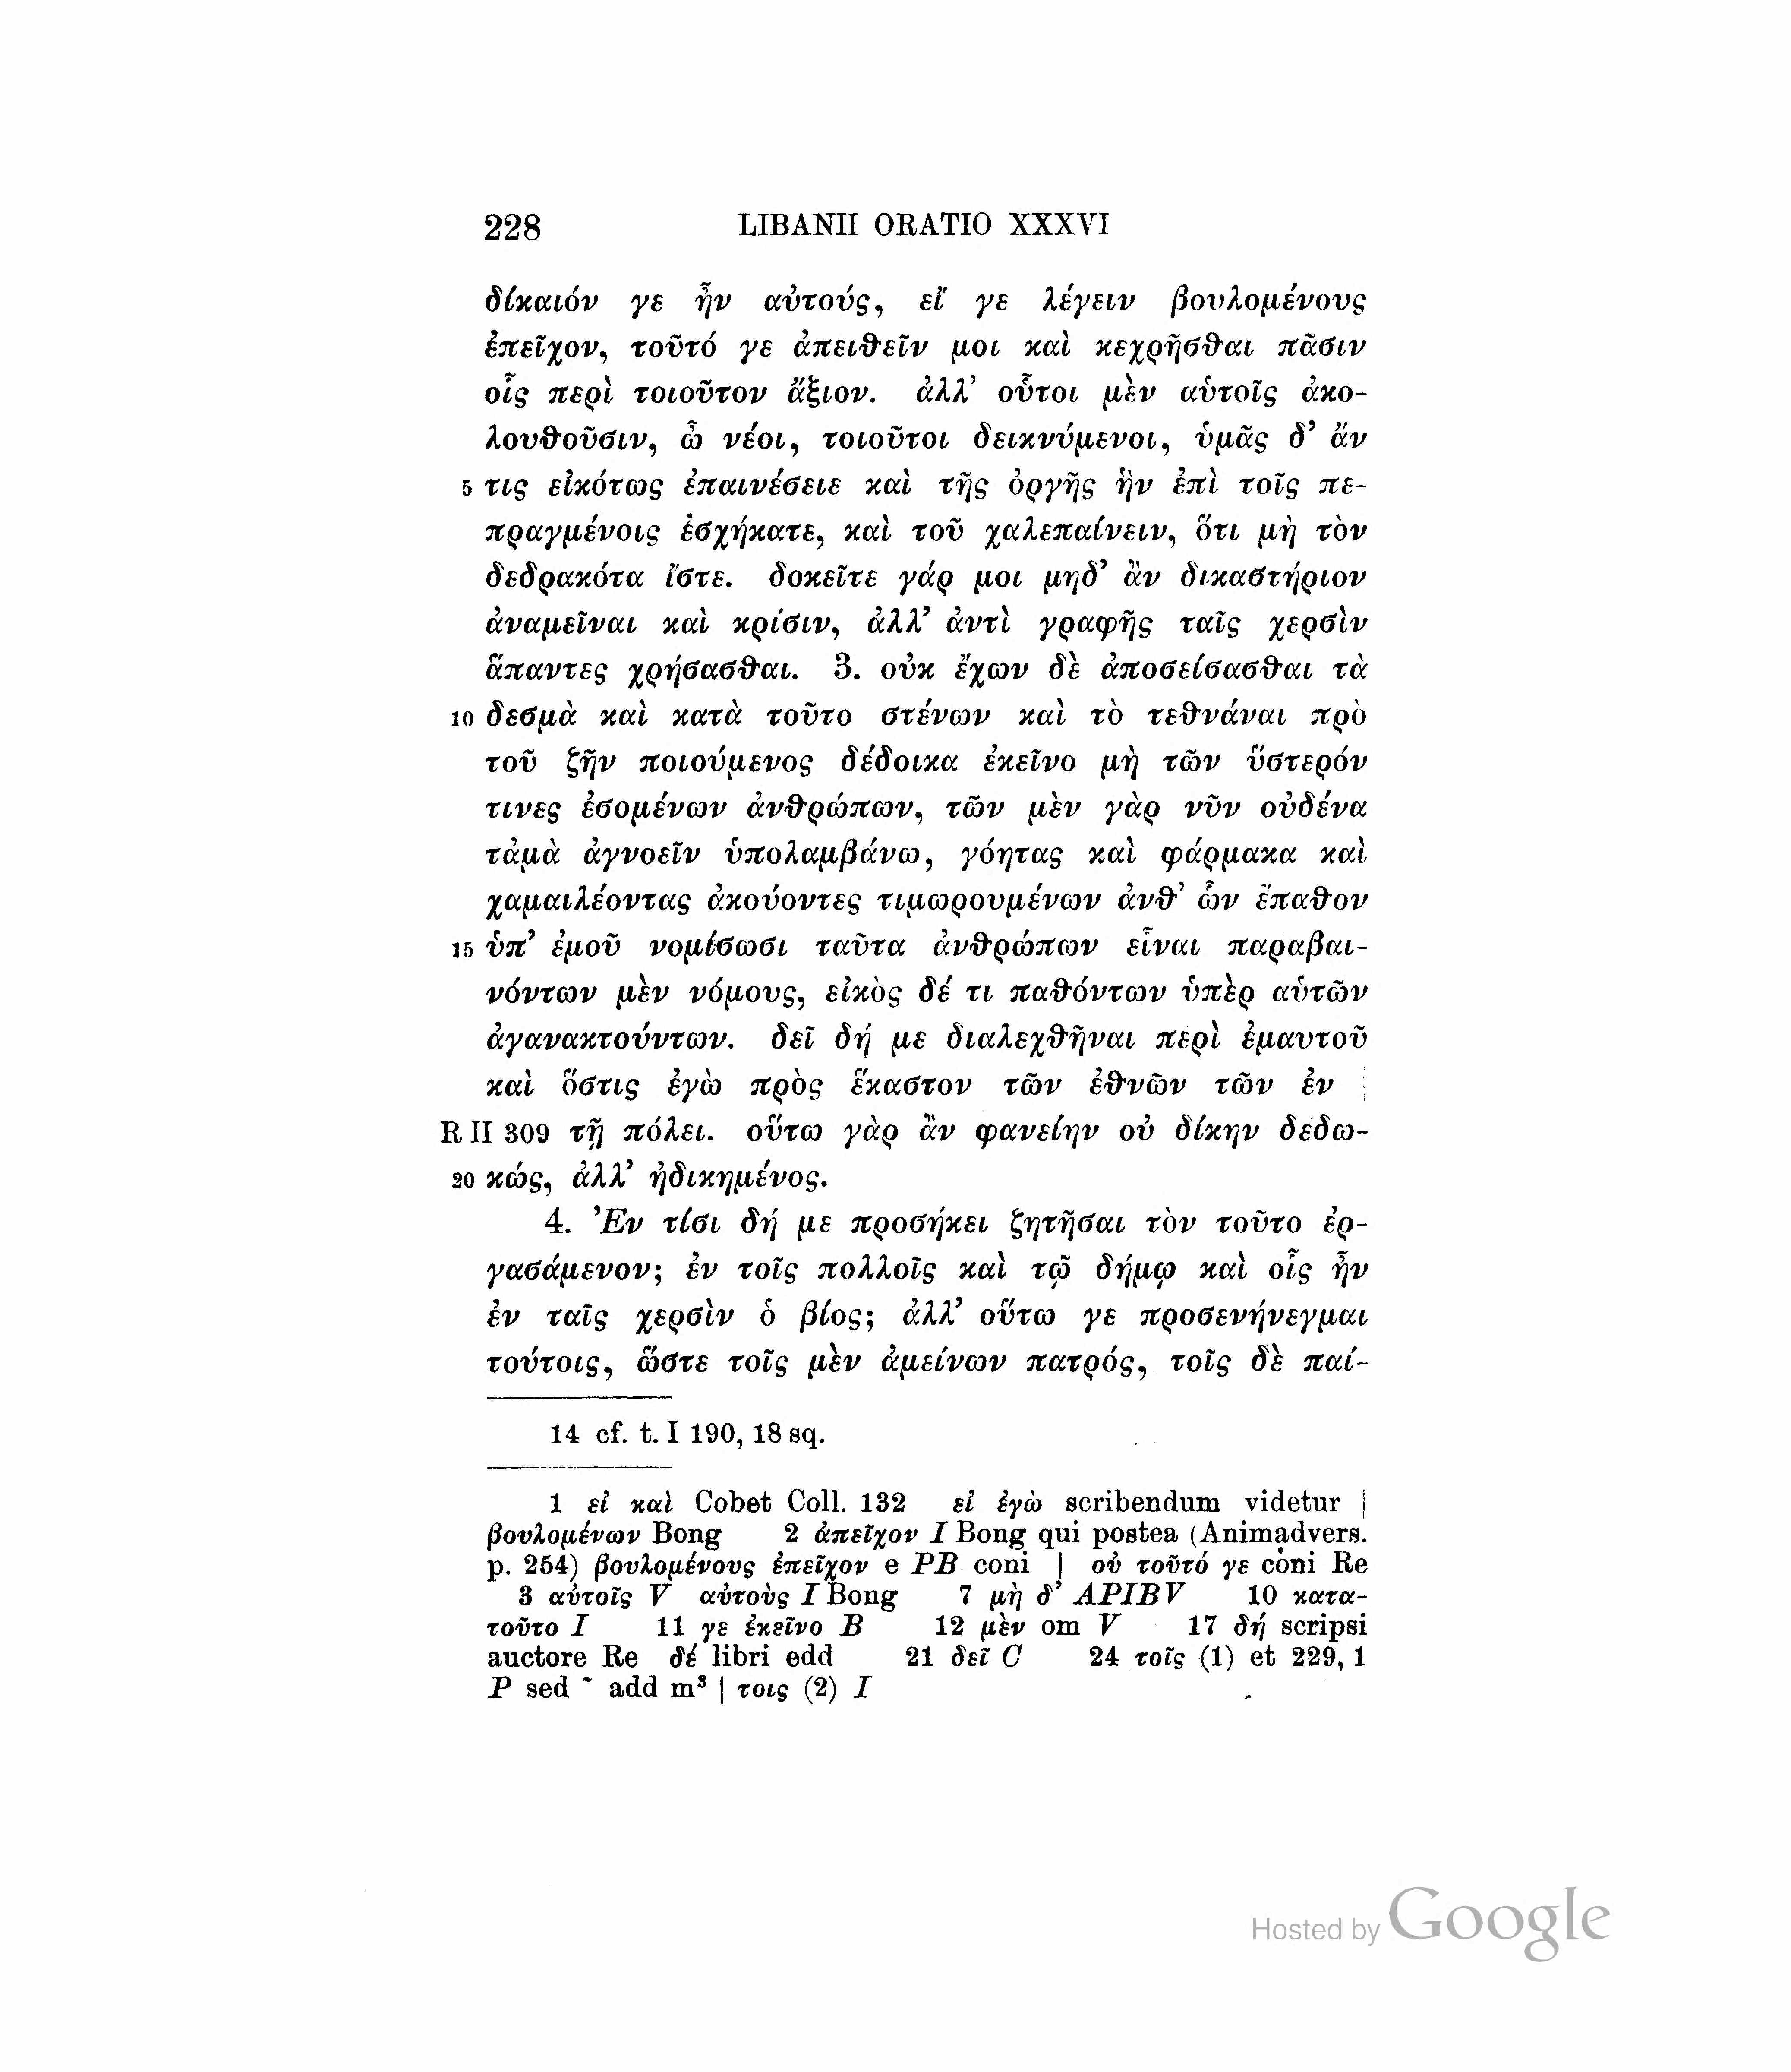 228 LIBANII ORATIO XXXVI
δίκαιόν γε ἦν αὐτούς, εἴ γε λέγειν βουλομένους
ἐπεῖχον, τοῦτό γε ἀπειθεῖν μοι καὶ κεχρῆσθαι πᾶσιν
οἷς περὶ τοιοῦτον ἄξιον. ἀλλ’ οὗτοι μὲν αὑτοῖς ἀκο-
λουθοῦσιν, ὦ νέοι, τοιοῦτοι δεικνύμενοι, ὑμᾶς δ’ ἄν
5 τις εἰκότως ἐπαινέσειε καὶ τῆς ὀργῆς ἣν ἐπὶ τοῖς πε-
πραγμένοις ἐσχήκατε, καὶ τοῦ χαλεπαίνειν, ὅτι μὴ τὸν
δεδρακότα ἴστε. δοκεῖτε γάρ μοι μηδ’ ἂν δικαστήριον
ἀναμεῖναι καὶ κρίσιν, ἀλλ’ ἀντὶ γραφῆς ταῖς χερσὶν
ἅπαντες χρήσασθαι. 3. οὐκ ἔχων δὲ ἀποσείσασθαι τὰ
10 δεσμὰ καὶ κατὰ τοῦτο στένων καὶ τὸ τεθνάναι πρὸ
τοῦ ζῆν ποιούμενος δέδοικα ἐκεῖνο μὴ τῶν ὕστερόν
τινες ἐσομένων ἀνθρώπων, τῶν μὲν γὰρ νῦν οὐδένα
τἀμὰ ἀγνοεῖν ὑπολαμβάνω, γόητας καὶ φάρμακα καὶ
χαμαιλέοντας ἀκούοντες τιμωρουμένων ἀνθ’ ὧν ἔπαθον
15 ὑπ’ ἐμοῦ νομίσωσι ταῦτα ἀνθρώπων εἶναι παραβαι-
νόντων μὲν νόμους, εἰκὸς δέ τι παθόντων ὑπὲρ αὑτῶν
ἀγανακτούντων. δεῖ δή με διαλεχθῆναι περὶ ἐμαυτοῦ
καὶ ὅστις ἐγὼ πρὸς ἕκαστον τῶν ἐθνῶν τῶν ἐν
R II 309 τῇ πόλει. οὕτω γὰρ ἂν φανείην οὐ δίκην δεδω-
20 κώς, ἀλλ’ ἠδικημένος.
4. Ἐν τίσι δή με προσήκει ζητῆσαι τὸν τοῦτο ἐρ-
γασάμενον; ἐν τοῖς πολλοῖς καὶ τῷ δήμῳ καὶ οἷς ἦν
ἐν ταῖς χερσὶν ὁ βίος; ἀλλ’ οὕτω γε προσενήνεγμαι
τούτοις, ὥστε τοῖς μὲν ἀμείνων πατρός, τοῖς δὲ παί-
14 cf. t. I 190, 18 sq.
1 εἰ καὶ Cobet Coll. 132 εἰ ἐγὼ scribendum videtur |
βουλομένων Bong 2 ἀπεῖχον I Bong qui postea (Animadvers.
p. 254) βουλομένους ἐπεῖχον e PB coni | οὐ τοῦτό γε coni Re
3 αὐτοῖς V αὐτοὺς I Bong 7 μὴ δ’ APIBV 10 κατα-
τοῦτο I 11 γε ἐκεῖνο B 12 μὲν om V 17 δή scripsi
auctore Re δέ libri edd 21 δεῖ C 24 τοῖς (1) et 229, 1
P sed ῀ add m³ | τοις (2) I
Hosted by Google